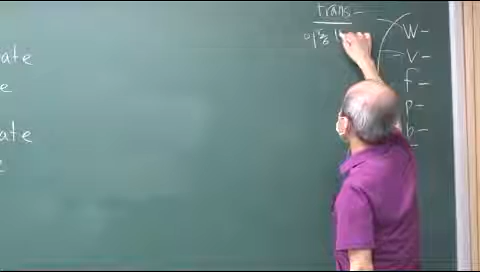 trans-
ate
e
ate
e
w-
v-
f-
p-
b-